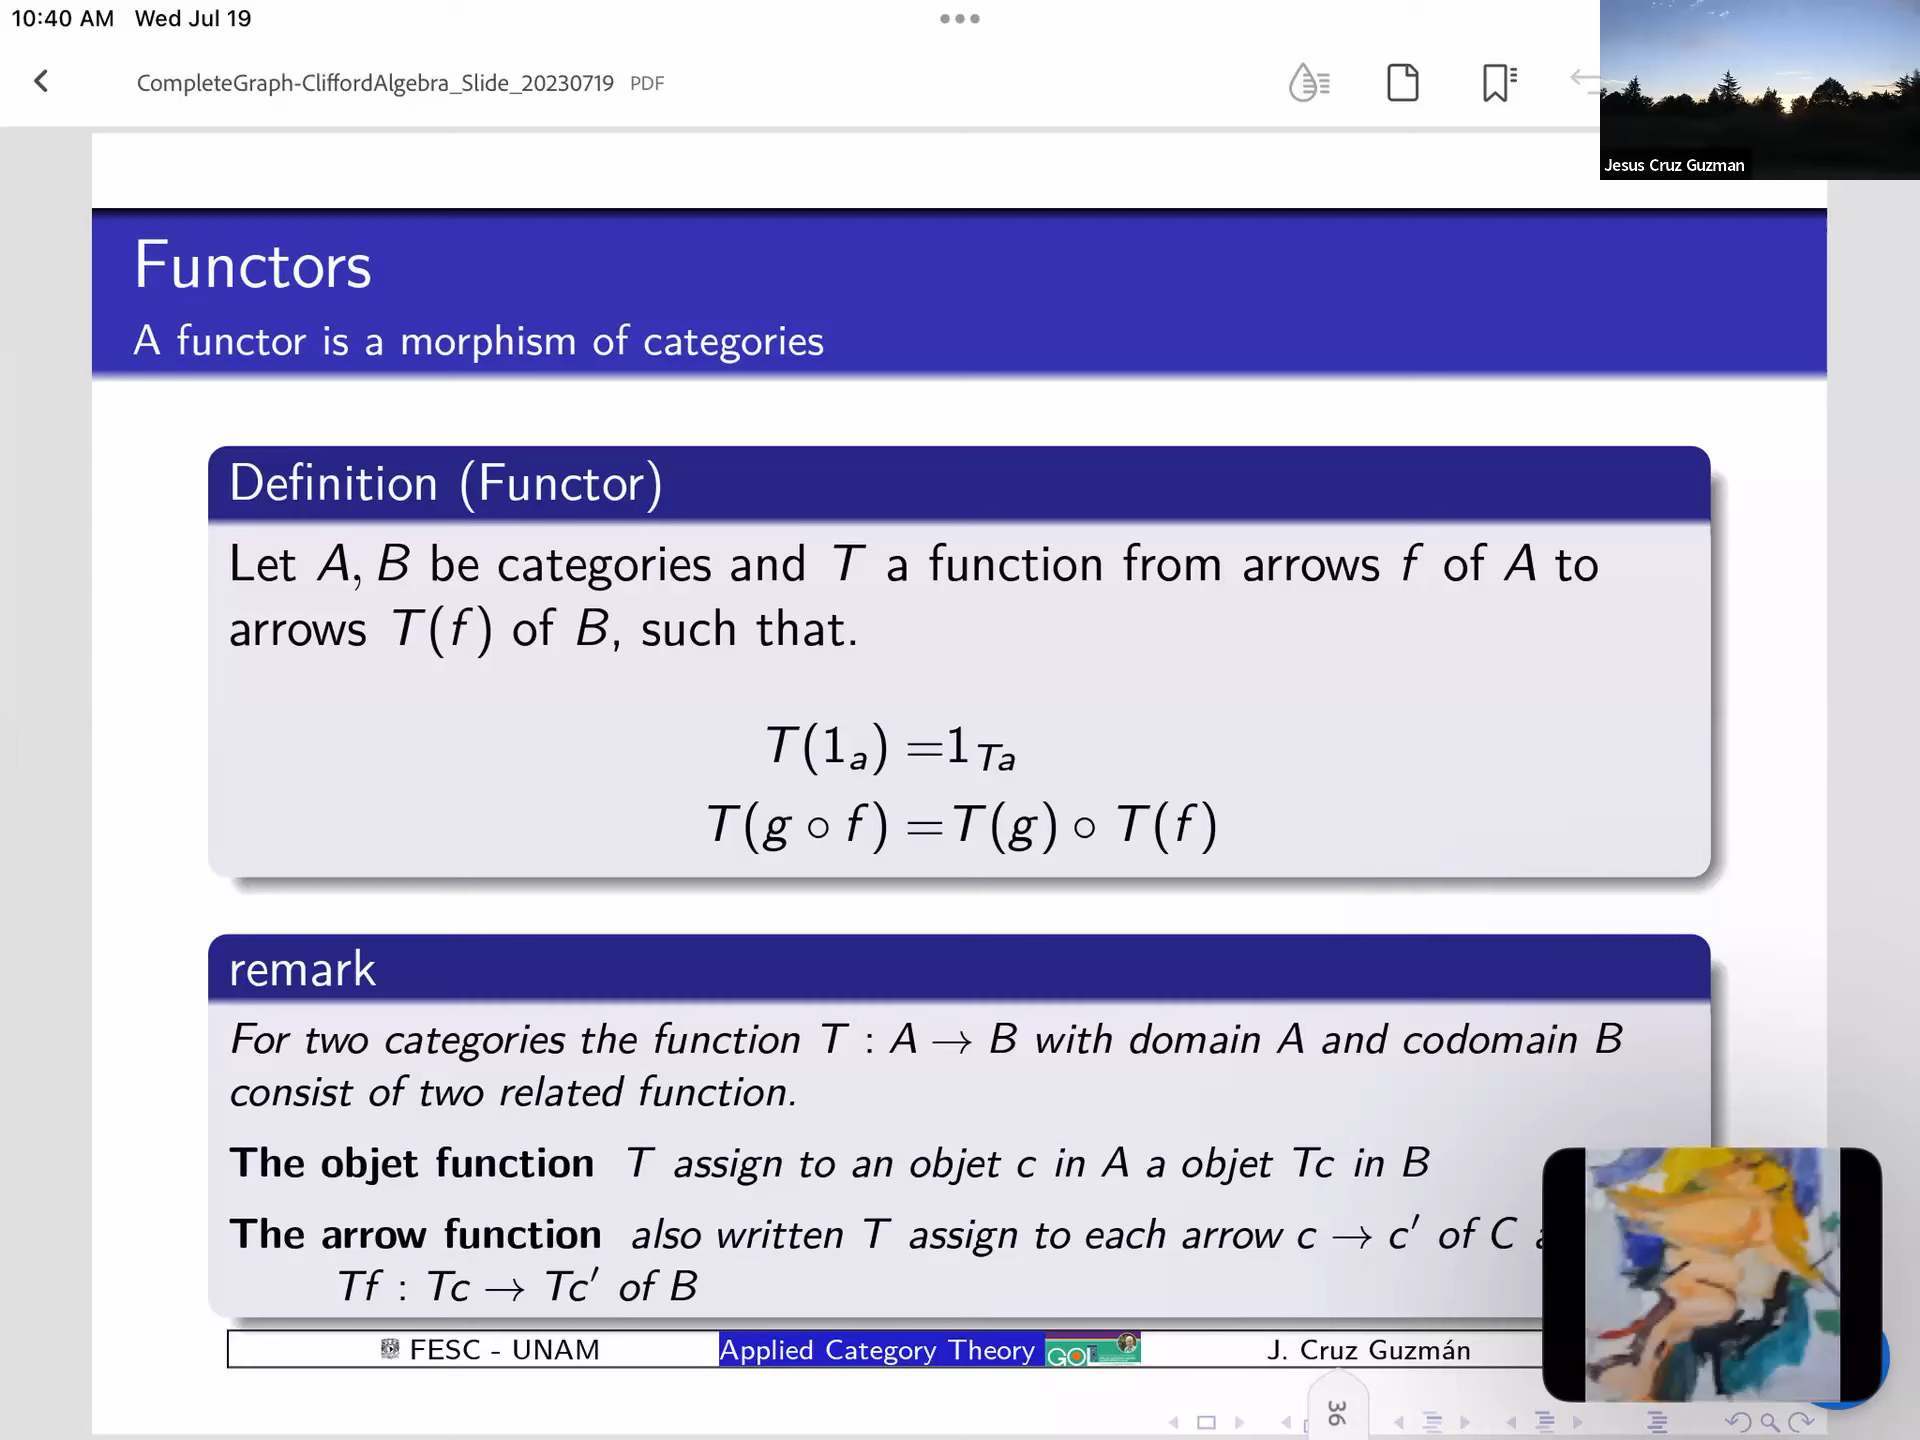 10:40 AM Wed Jul 19
CompleteGraph-CliffordAlgebra_Slide_20230719 PDF
Jesus Cruz Guzman
Functors
A functor is a morphism of categories
Definition (Functor)
Let A, B be categories and T a function from arrows f of A to
arrows T(f) of B, such that.
T(1ₐ) =1_{Ta}
T(g ∘ f) =T(g) ∘ T(f)
remark
For two categories the function T : A → B with domain A and codomain B
consist of two related function.
The objet function T assign to an objet c in A a objet Tc in B
The arrow function also written T assign to each arrow c → c′ of C
Tf : Tc → Tc′ of B
FESC - UNAM Applied Category Theory GOL J. Cruz Guzmán
36